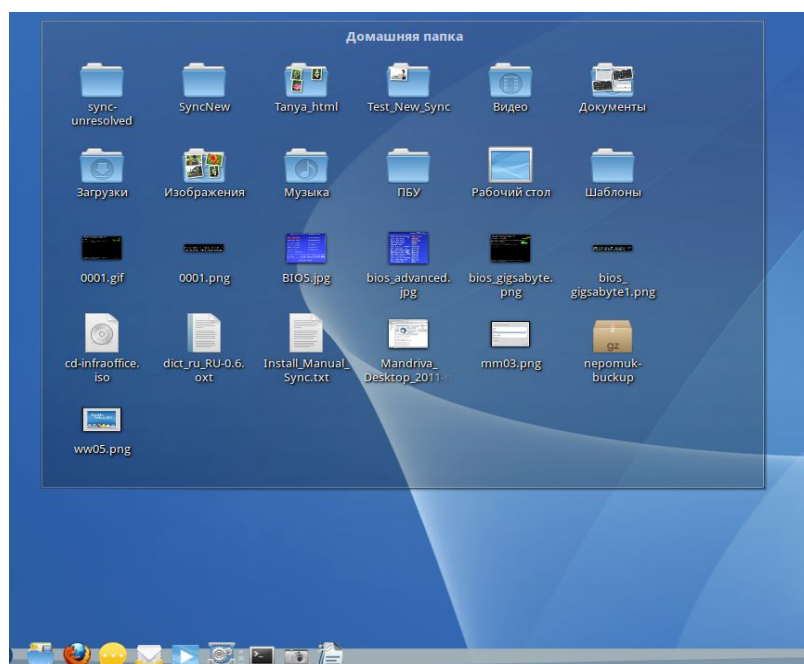 Домашняя папка
sync-
unresolved
SyncNew
Tanya_html
Test_New_Sync
Видео
Документы
Загрузки
Изображения
Музыка
ПБУ
Рабочий стол
Шаблоны
0001.gif
0001.png
BIOS.jpg
bios_advanced.
jpg
bios_gigsabyte.
png
bios_
gigsabyte1.png
cd-infraoffice.
iso
dict_ru_RU-0.6.
oxt
Install_Manual_
Sync.txt
Mandriva_
Desktop_2011-
mm03.png
gz
nepomuk-
buckup
ww05.png